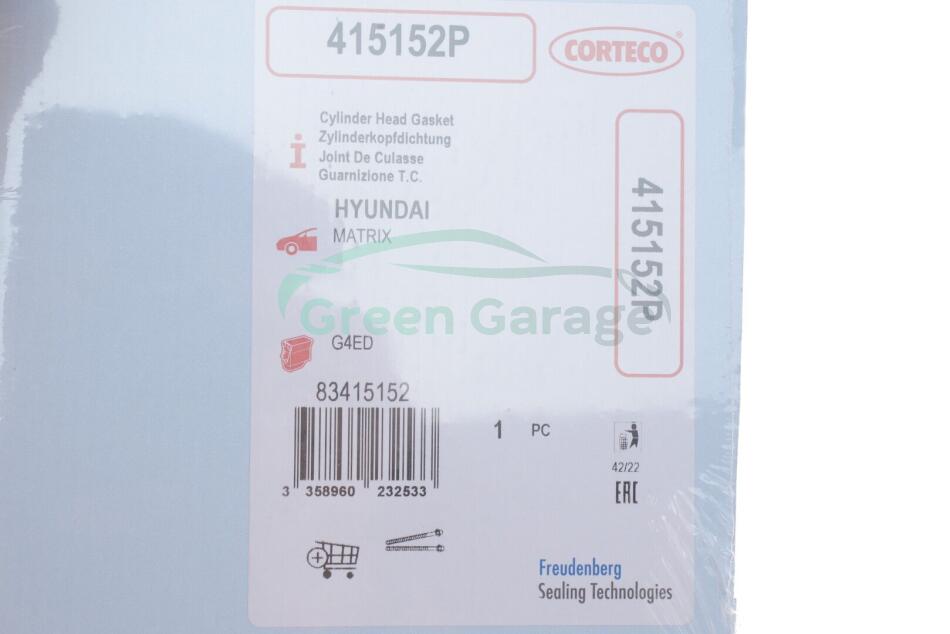 415152P
CORTECO®
Cylinder Head Gasket
Zylinderkopfdichtung
Joint De Culasse
Guarnizione T.C.
HYUNDAI
MATRIX
415152P
Green Garage
G4ED
83415152
1 PC
3 358960 232533
42/22
EAC
Freudenberg
Sealing Technologies